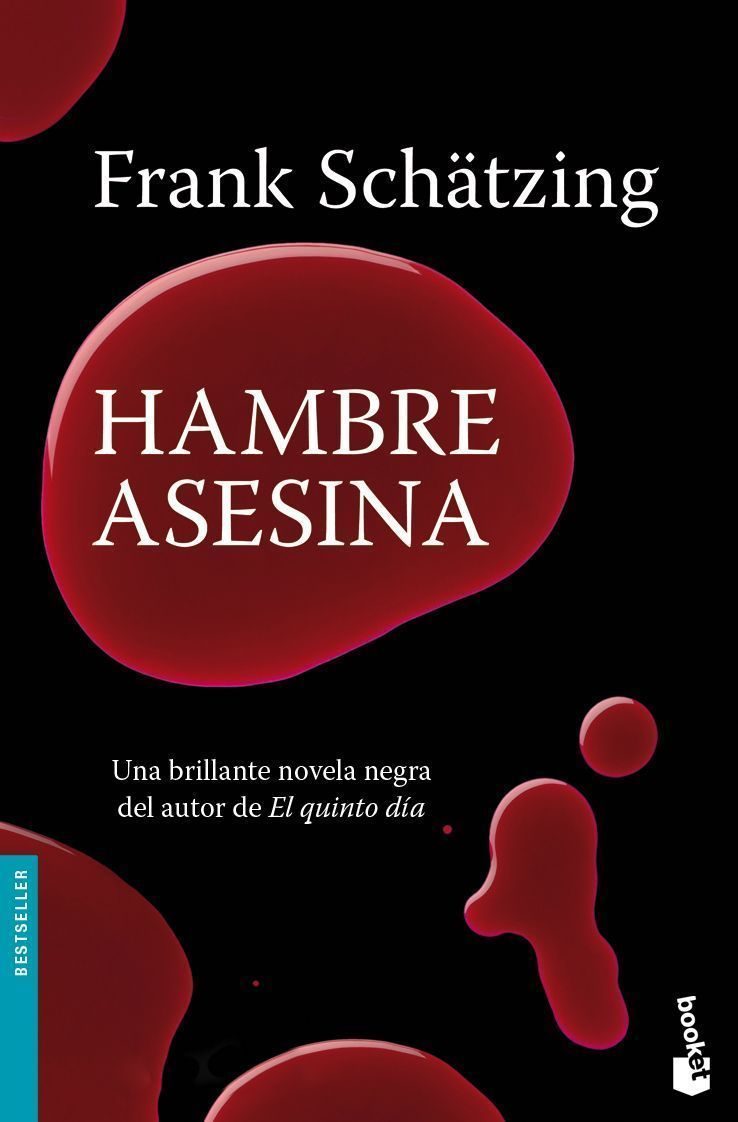 Frank Schätzing
HAMBRE
ASESINA
Una brillante novela negra
del autor de El quinto día
BESTSELLER
booket